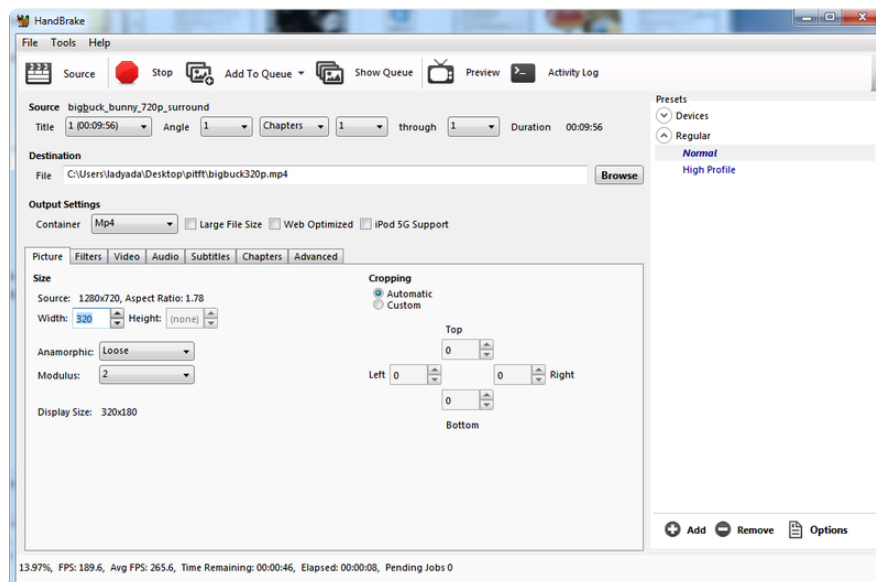 HandBrake
File Tools Help
Source Stop Add To Queue Show Queue Preview Activity Log
Source bigbuck_bunny_720p_surround
Title 1 (00:09:56) Angle 1 Chapters 1 through 1 Duration 00:09:56
Destination
File C:\Users\ladyada\Desktop\pitft\bigbuck320p.mp4 Browse
Output Settings
Container Mp4 Large File Size Web Optimized iPod 5G Support
Picture Filters Video Audio Subtitles Chapters Advanced
Size
Source: 1280x720, Aspect Ratio: 1.78
Width: 320 Height: (none)
Anamorphic: Loose
Modulus: 2
Display Size: 320x180
Cropping
Automatic
Custom
Top
0
Left 0 0 Right
0
Bottom
Presets
Devices
Regular
Normal
High Profile
Add Remove Options
13.97%, FPS: 189.6, Avg FPS: 265.6, Time Remaining: 00:00:46, Elapsed: 00:00:08, Pending Jobs 0